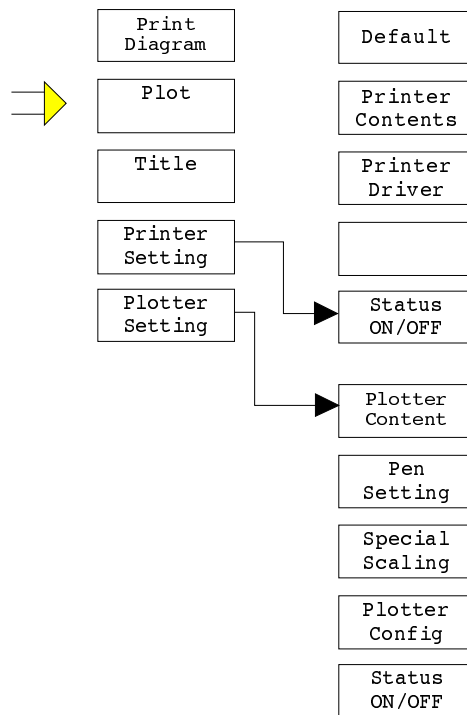 Print
Diagram
Plot
Title
Printer
Setting
Plotter
Setting
Default
Printer
Contents
Printer
Driver
Status
ON/OFF
Plotter
Content
Pen
Setting
Special
Scaling
Plotter
Config
Status
ON/OFF